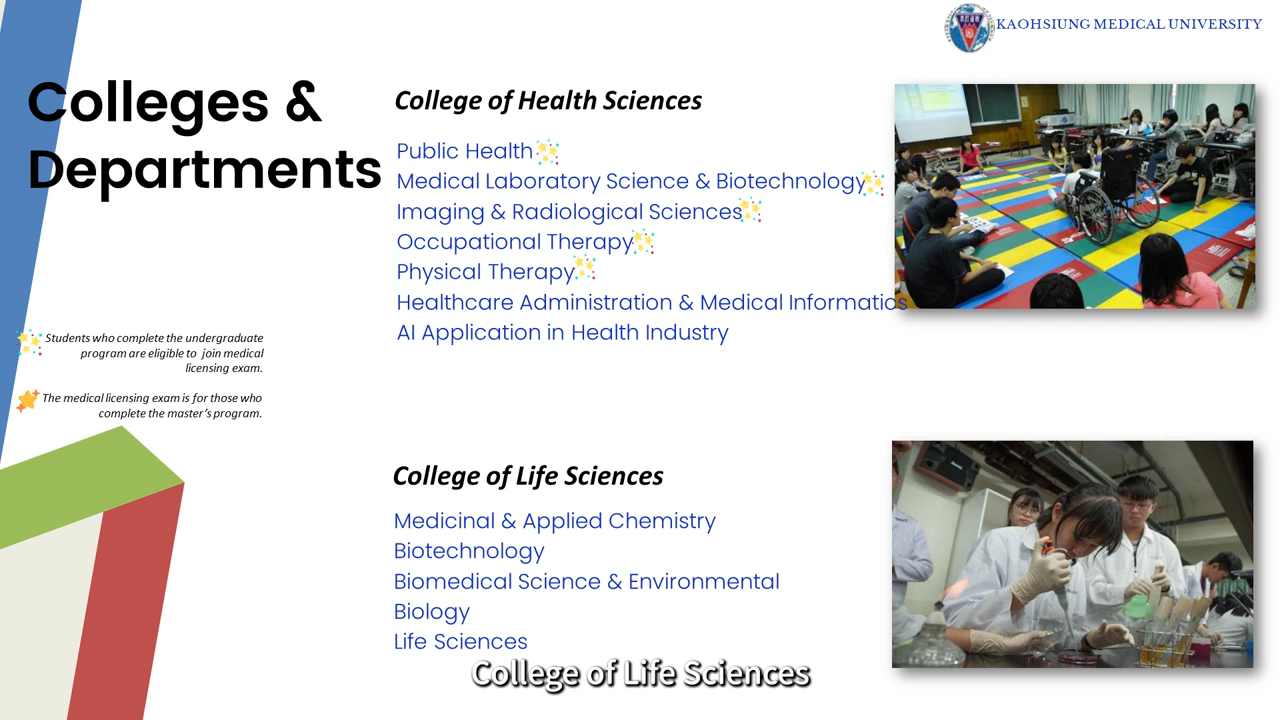 KAOHSIUNG MEDICAL UNIVERSITY
Colleges &
Departments
College of Health Sciences
Public Health
Medical Laboratory Science & Biotechnology
Imaging & Radiological Sciences
Occupational Therapy
Physical Therapy
Healthcare Administration & Medical Informatics
AI Application in Health Industry
Students who complete the undergraduate
program are eligible to join medical
licensing exam.
The medical licensing exam is for those who
complete the master’s program.
College of Life Sciences
Medicinal & Applied Chemistry
Biotechnology
Biomedical Science & Environmental
Biology
Life Sciences
College of Life Sciences